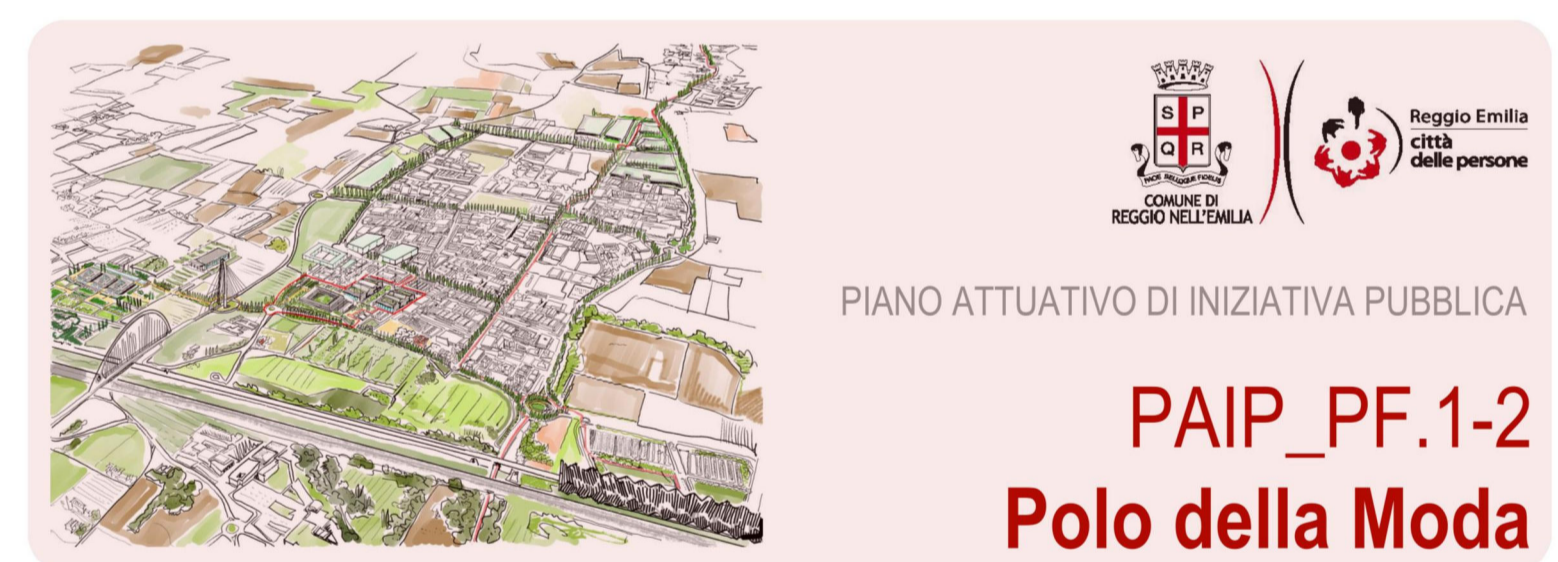 S P
Q R
COMUNE DI
REGGIO NELL'EMILIA
Reggio Emilia
città
delle persone
PIANO ATTUATIVO DI INIZIATIVA PUBBLICA
PAIP_PF.1-2
Polo della Moda